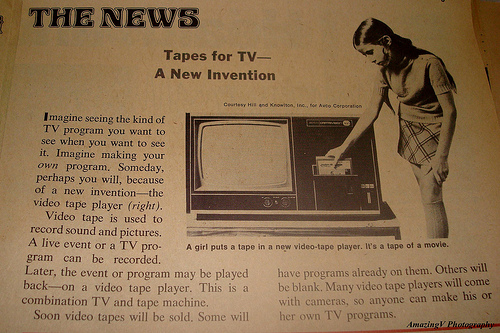 THE NEWS
Tapes for TV—
A New Invention
Courtesy Hill and Knowlton, Inc., for Avco Corporation
Imagine seeing the kind of
TV program you want to
see when you want to see
it. Imagine making your
own program. Someday,
perhaps you will, because
of a new invention—the
video tape player (right).
Video tape is used to
record sound and pictures.
A live event or a TV pro-
gram can be recorded.
Later, the event or program may be played
back—on a video tape player. This is a
combination TV and tape machine.
Soon video tapes will be sold. Some will
A girl puts a tape in a new video-tape player. It's a tape of a movie.
have programs already on them. Others will
be blank. Many video tape players will come
with cameras, so anyone can make his or
her own TV programs.
AmazingV Photography